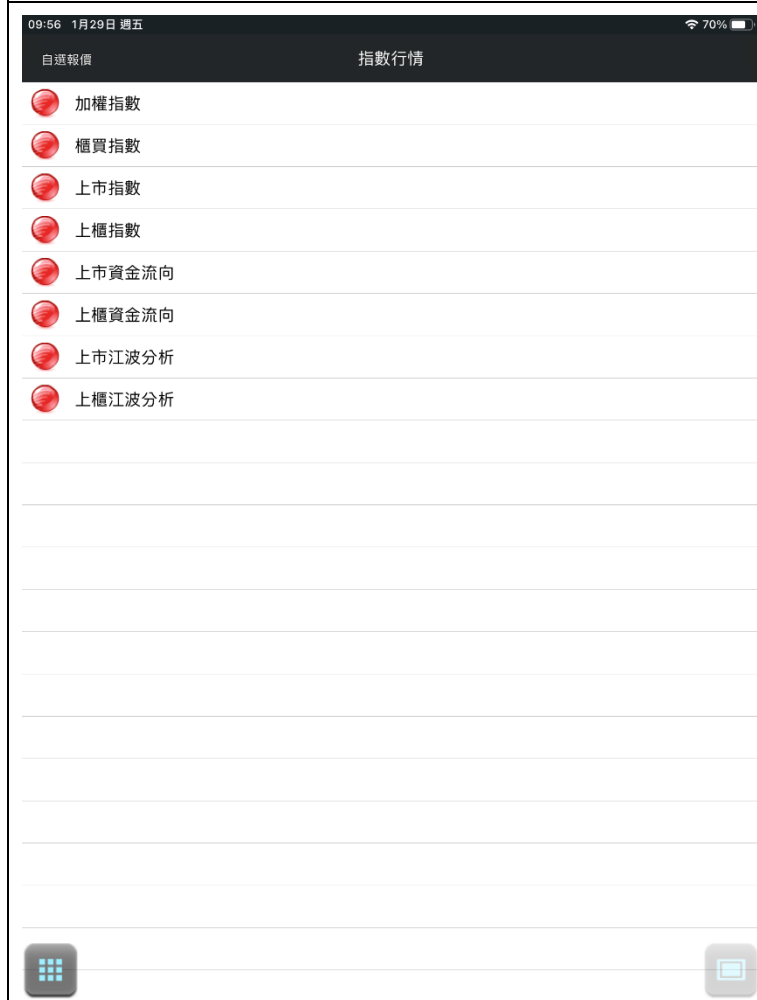 09:56 1月29日 週五 70%
自選報價 指數行情
加權指數
櫃買指數
上市指數
上櫃指數
上市資金流向
上櫃資金流向
上市江波分析
上櫃江波分析